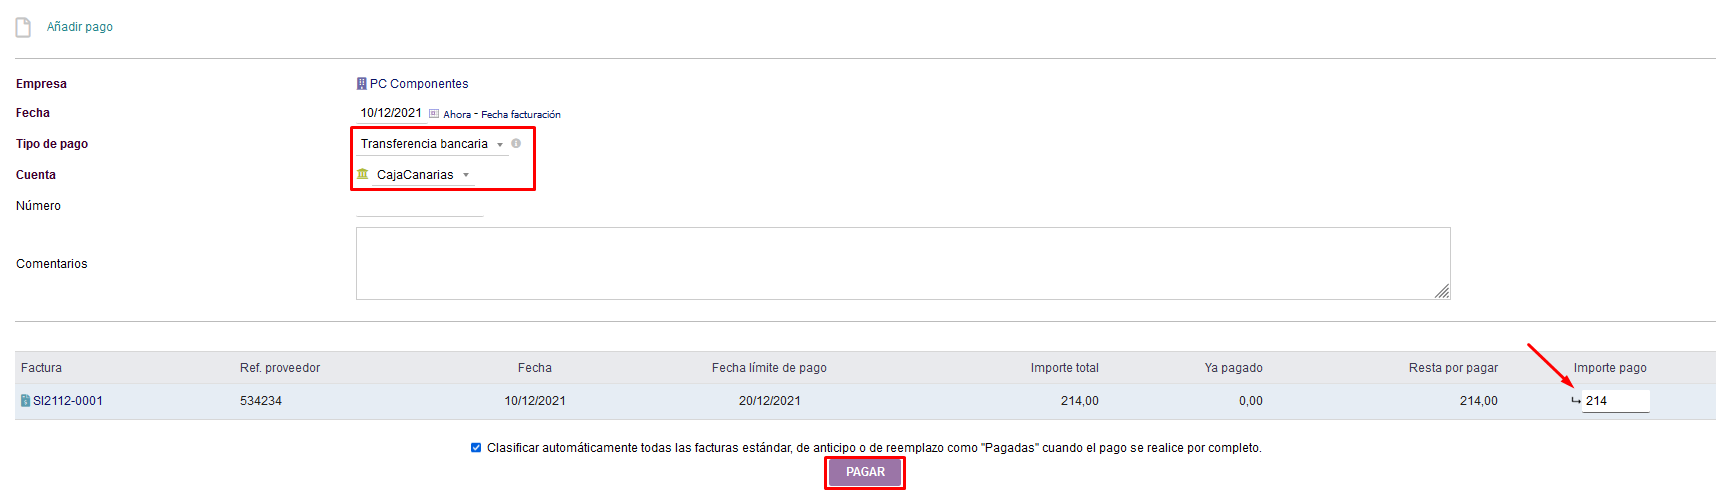 Añadir pago
Empresa PC Componentes
Fecha 10/12/2021 Ahora - Fecha facturación
Tipo de pago Transferencia bancaria
Cuenta CajaCanarias
Número
Comentarios
Factura Ref. proveedor Fecha Fecha límite de pago Importe total Ya pagado Resta por pagar Importe pago
SI2112-0001 534234 10/12/2021 20/12/2021 214,00 0,00 214,00 214
Clasificar automáticamente todas las facturas estándar, de anticipo o de reemplazo como "Pagadas" cuando el pago se realice por completo.
PAGAR